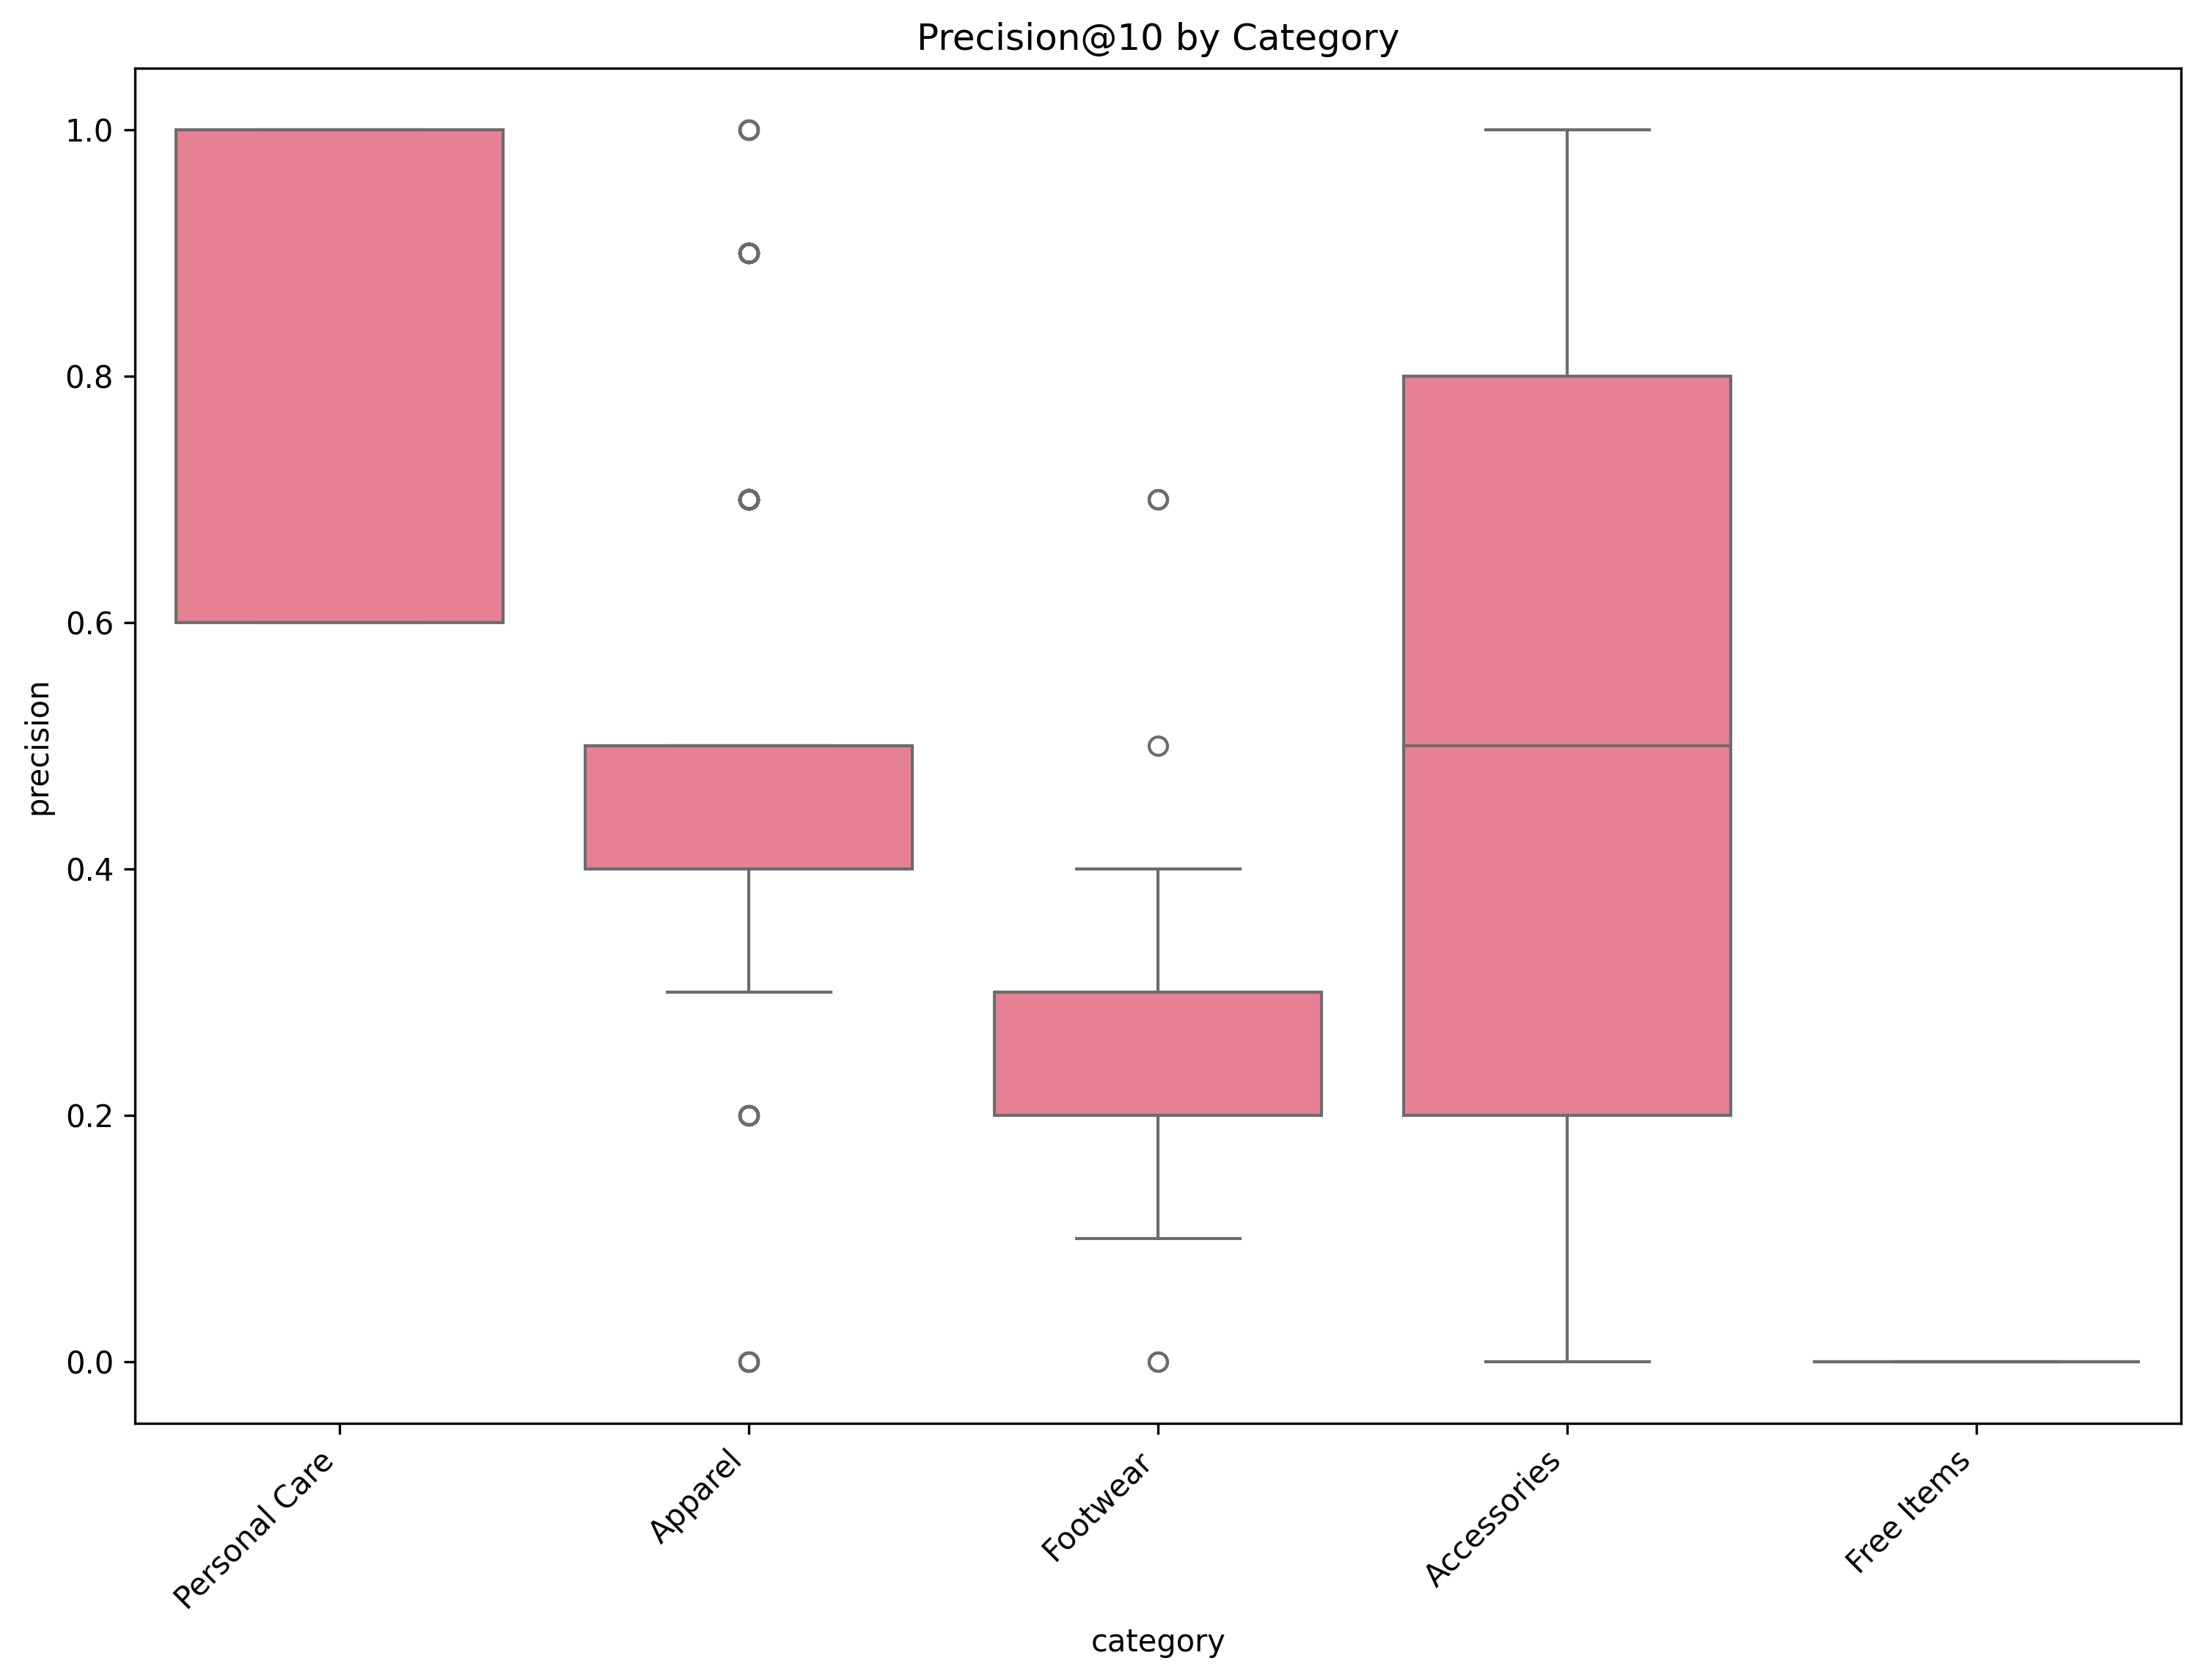 Precision@10 by Category
1.0
0.8
0.6
0.4
0.2
0.0
precision
Personal Care
Apparel
Footwear
Accessories
Free Items
category